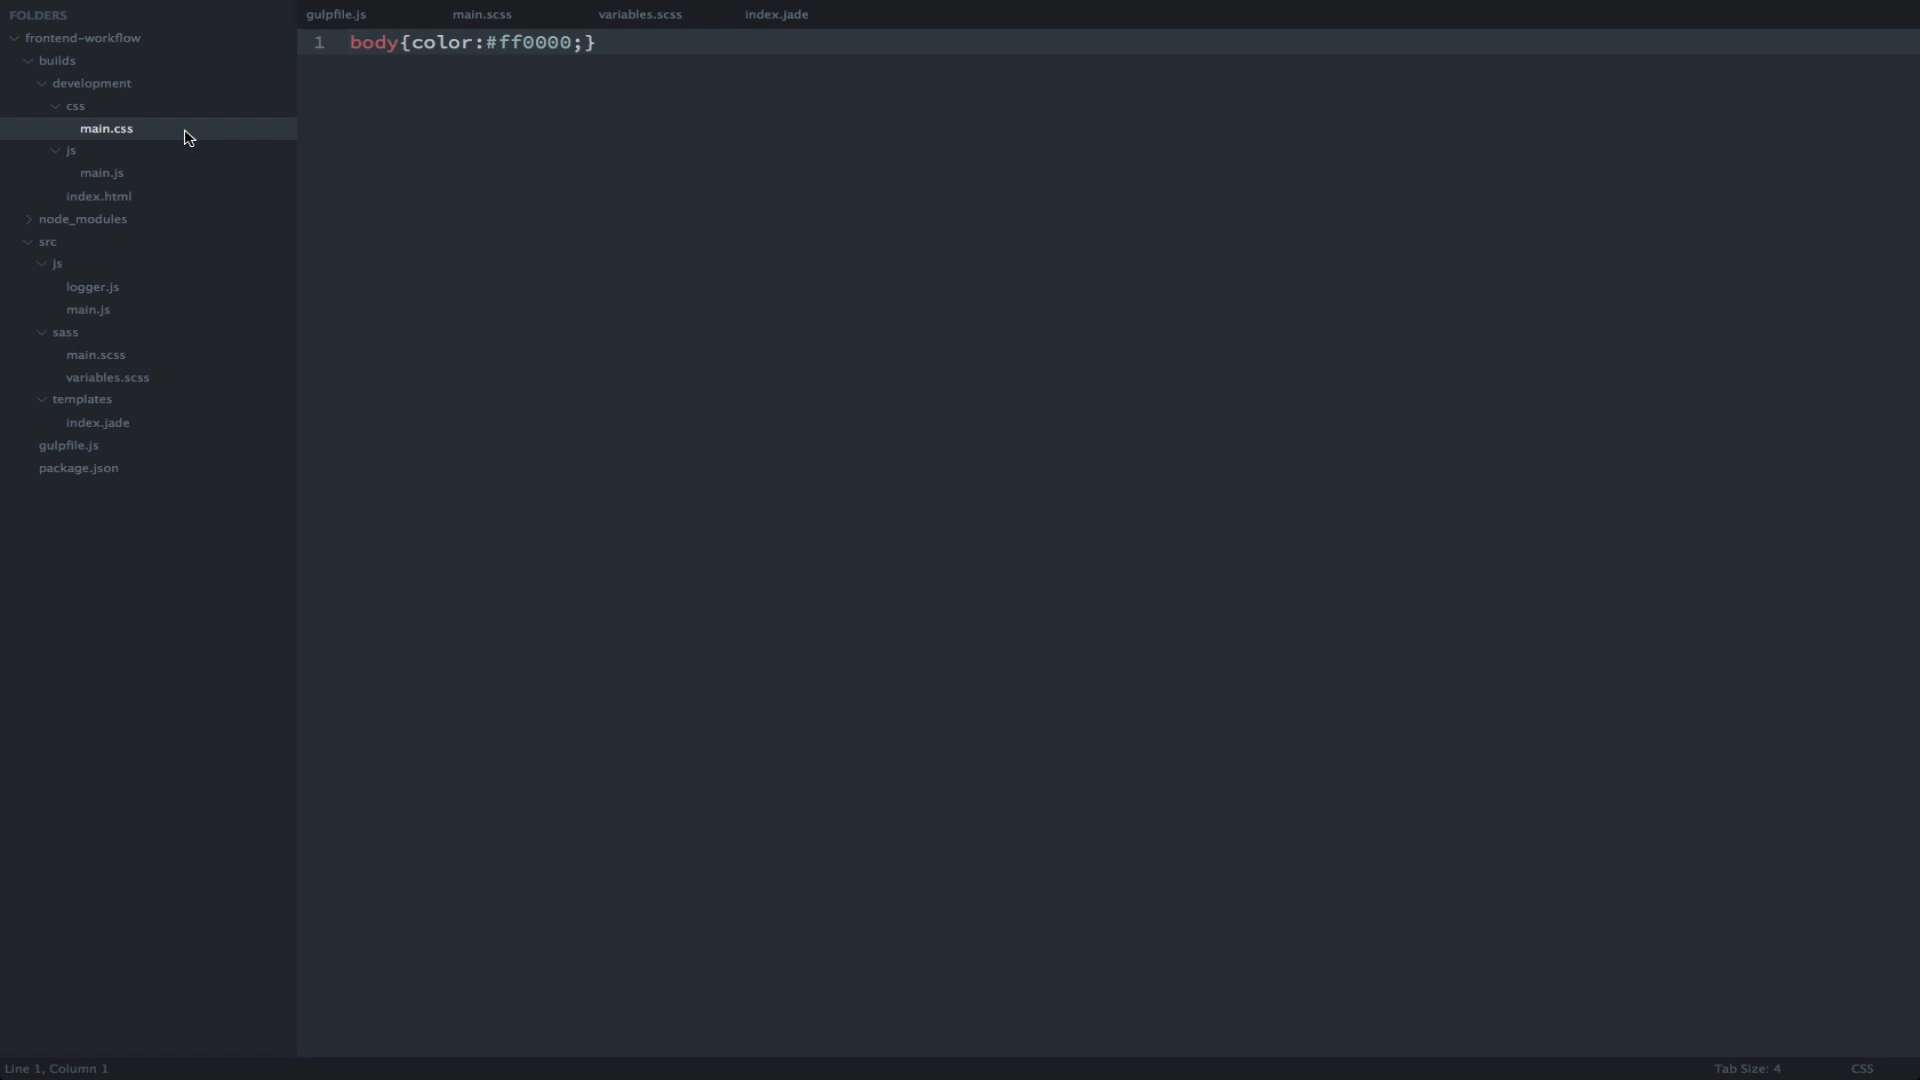 FOLDERS
frontend-workflow
builds
development
css
main.css
js
main.js
index.html
node_modules
src
js
logger.js
main.js
sass
main.scss
variables.scss
templates
index.jade
gulpfile.js
package.json
gulpfile.js main.scss variables.scss index.jade
1 body{color:#ff0000;}
Line 1, Column 1 Tab Size: 4 CSS